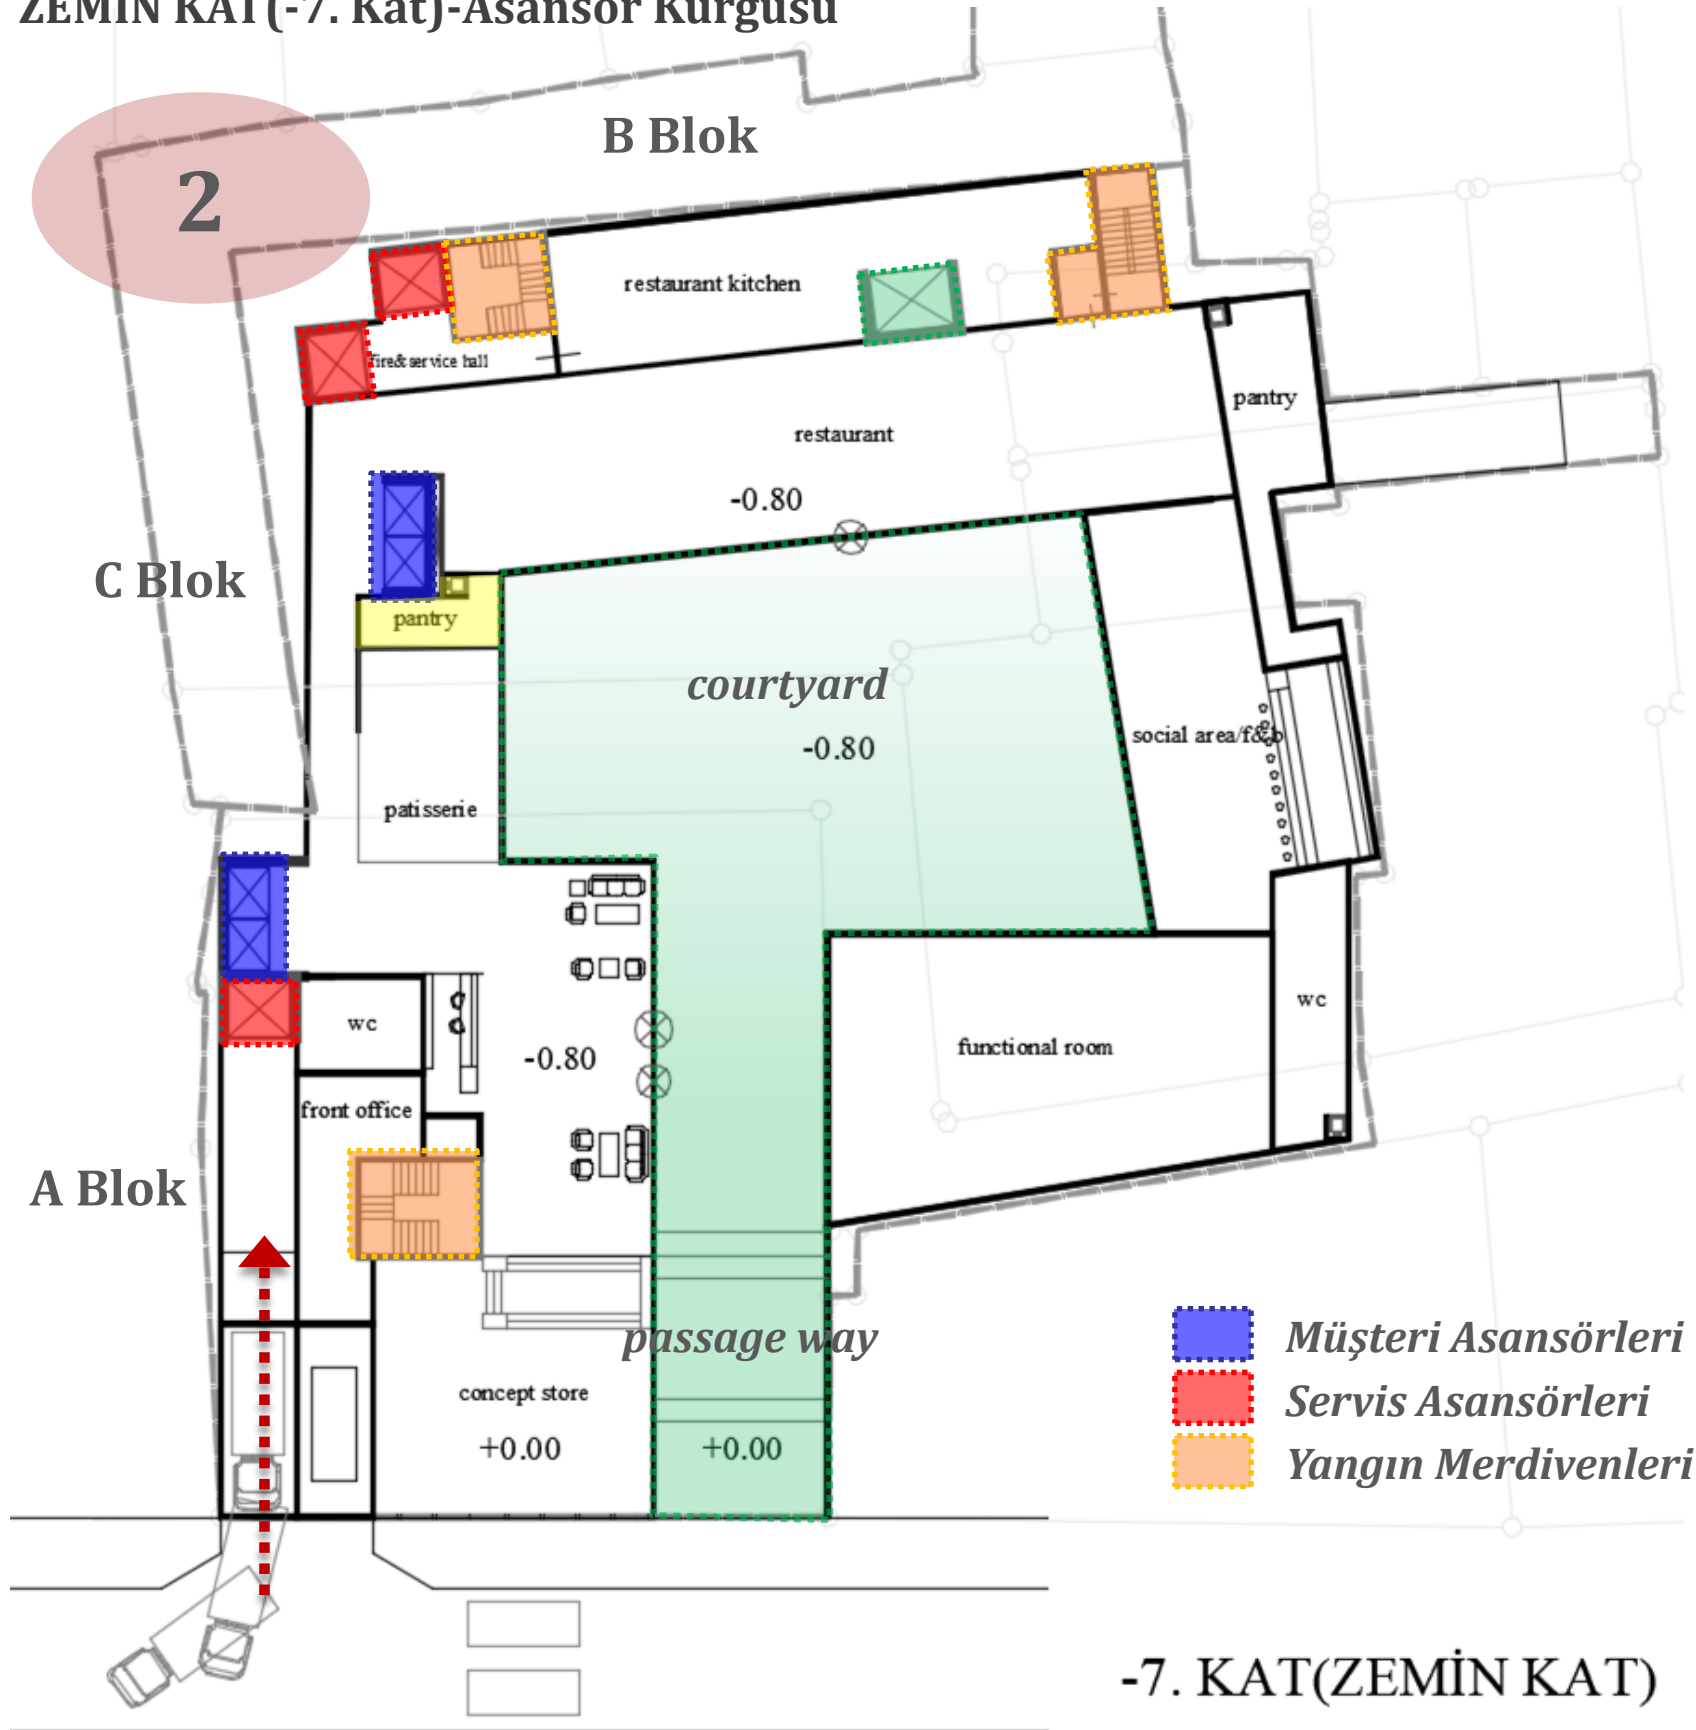 ZEMİN KAT(-7. Kat)-Asansör Kurgusu
B Blok
2
restaurant kitchen
fire&service hall
pantry
restaurant
-0.80
C Blok
pantry
courtyard
-0.80
social area/f&b
patisserie
wc
wc
-0.80
functional room
front office
A Blok
passage way
Müşteri Asansörleri
concept store
Servis Asansörleri
+0.00
+0.00
Yangın Merdivenleri
-7. KAT(ZEMİN KAT)